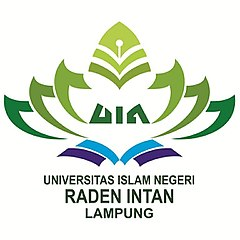 UIN
UNIVERSITAS ISLAM NEGERI
RADEN INTAN
LAMPUNG